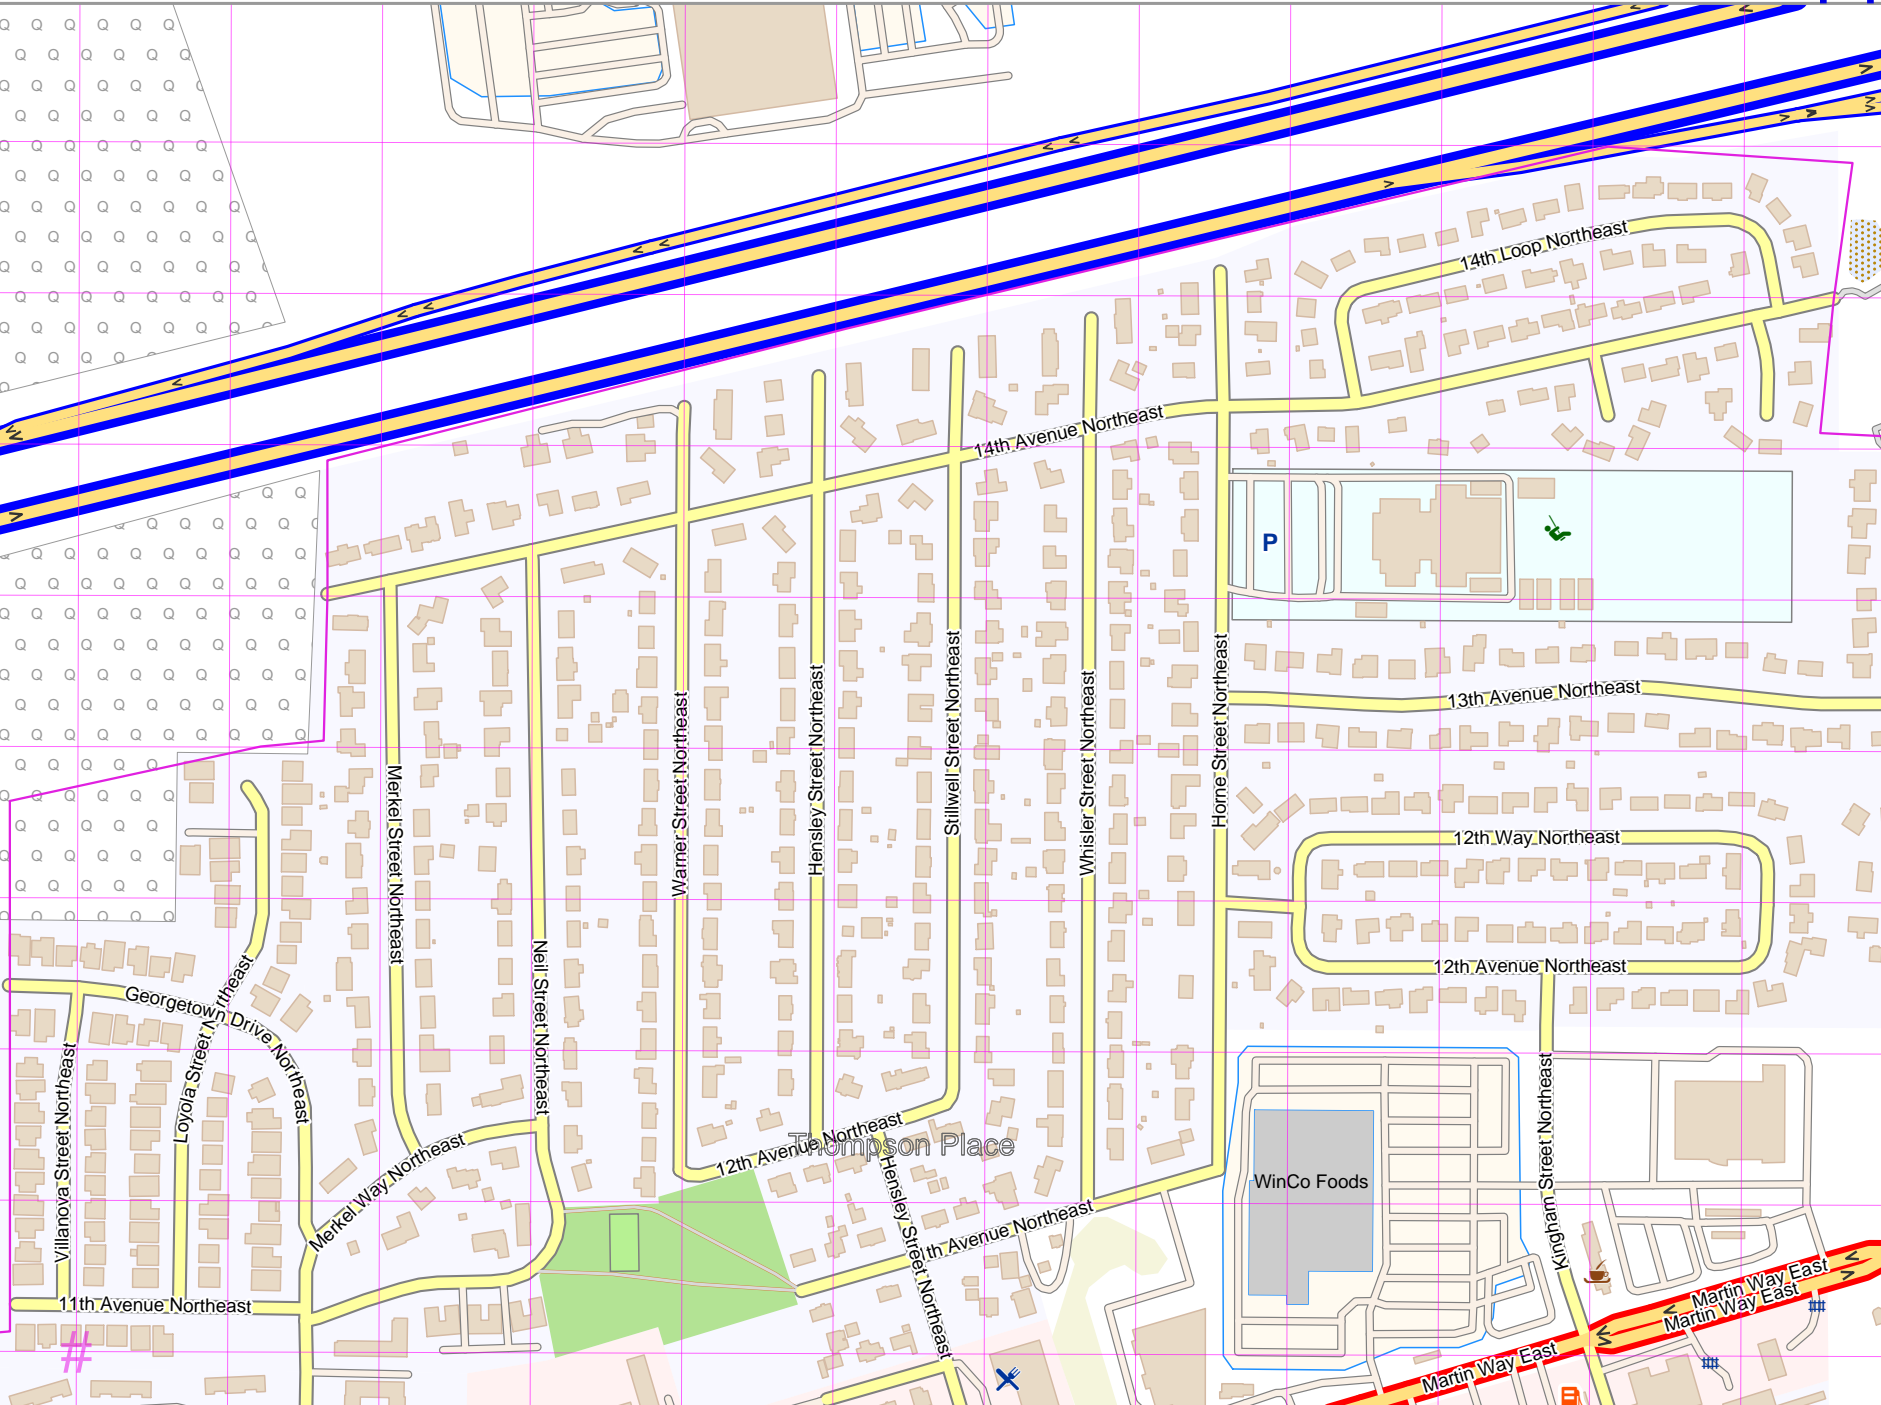 14th Loop Northeast
14th Avenue Northeast
P
Horne Street Northeast
Stillwell Street Northeast
Hensley Street Northeast
Whisler Street Northeast
Warner Street Northeast
13th Avenue Northeast
Merkel Street Northeast
12th Way Northeast
Neil Street Northeast
12th Avenue Northeast
Georgetown Drive Northeast
Loyola Street Northeast
Villanova Street Northeast
Kingham Street Northeast
Merkel Way Northeast
12th Avenue Northeast
Thompson Place
Hensley Street Northeast
WinCo Foods
11th Avenue Northeast
Martin Way East
Martin Way East
11th Avenue Northeast
#
Martin Way East